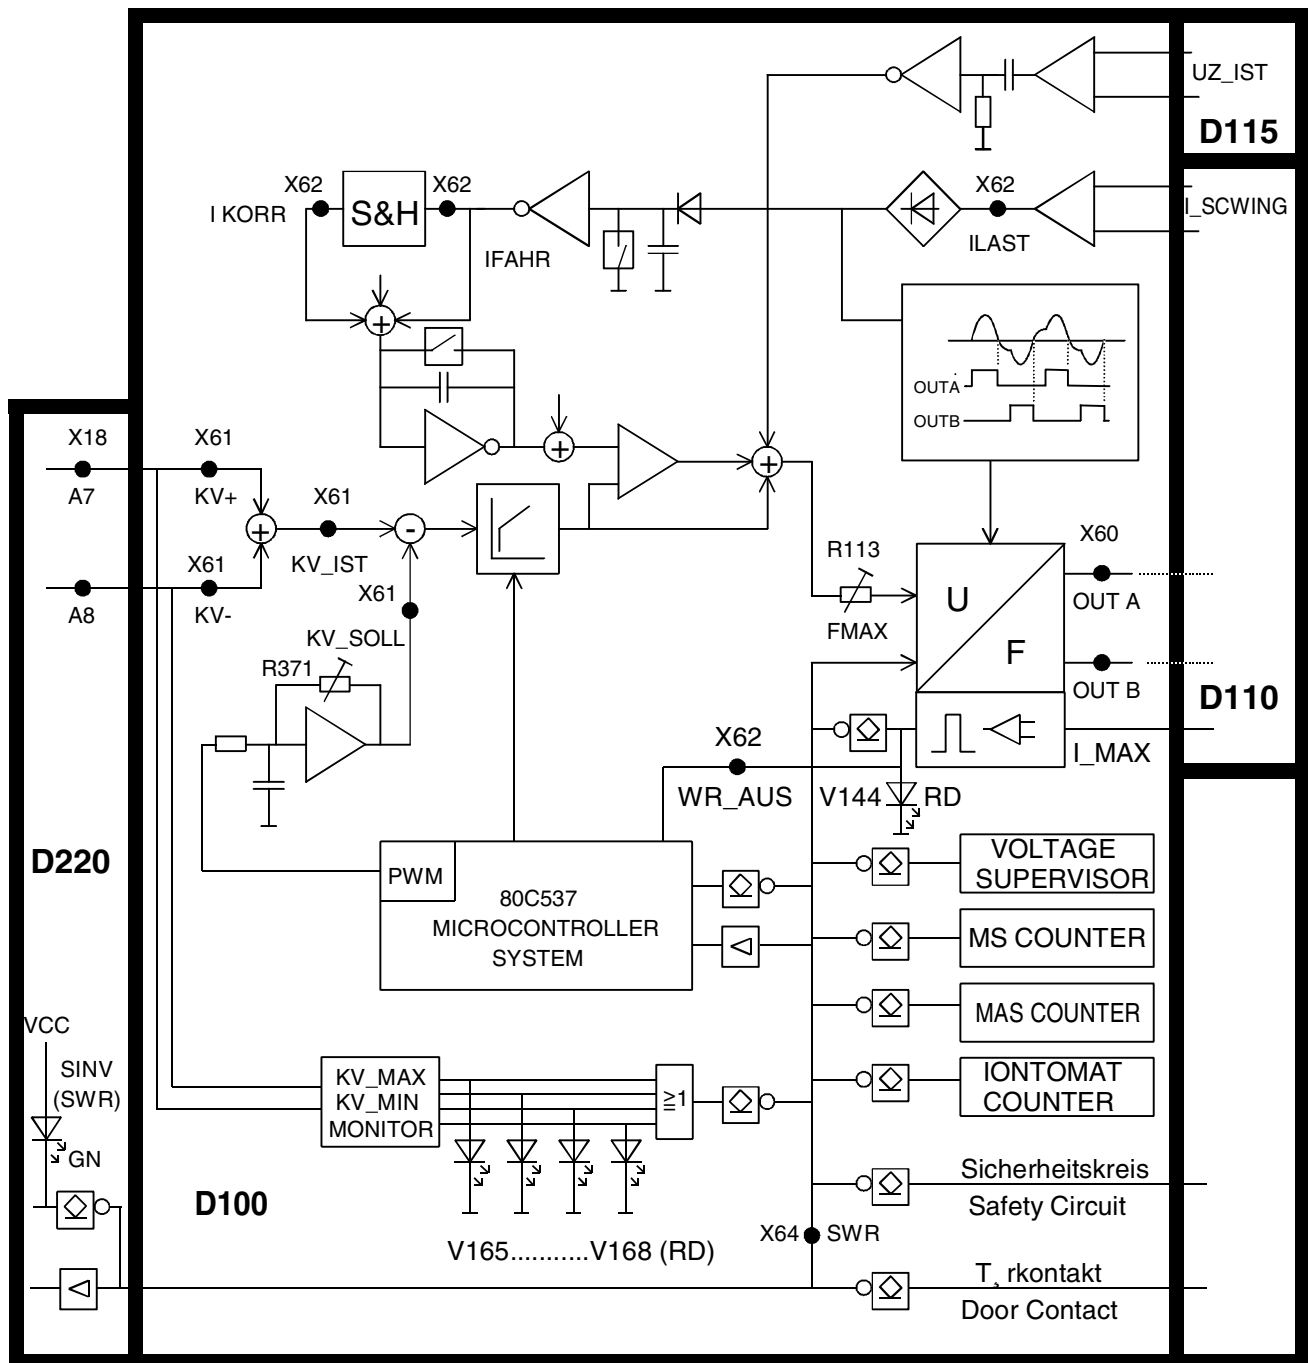 UZ_IST
D115
X62
X62
X62
I KORR
S&H
I_SCWING
IFAHR
ILAST
OUTA
OUTB
X18
X61
A7
KV+
X61
+
+
+
+
-
X61
KV_IST
X60
R113
A8
KV-
X61
U
OUT A
FMAX
KV_SOLL
F
R371
OUT B
D110
X62
I_MAX
WR_AUS
V144
RD
D220
PWM
80C537
MICROCONTROLLER
SYSTEM
VOLTAGE
SUPERVISOR
MS COUNTER
MAS COUNTER
VCC
SINV
(SWR)
GN
KV_MAX
KV_MIN
MONITOR
≧1
IONTOMAT
COUNTER
D100
Sicherheitskreis
Safety Circuit
X64
SWR
V165...........V168 (RD)
T¸ rkontakt
Door Contact